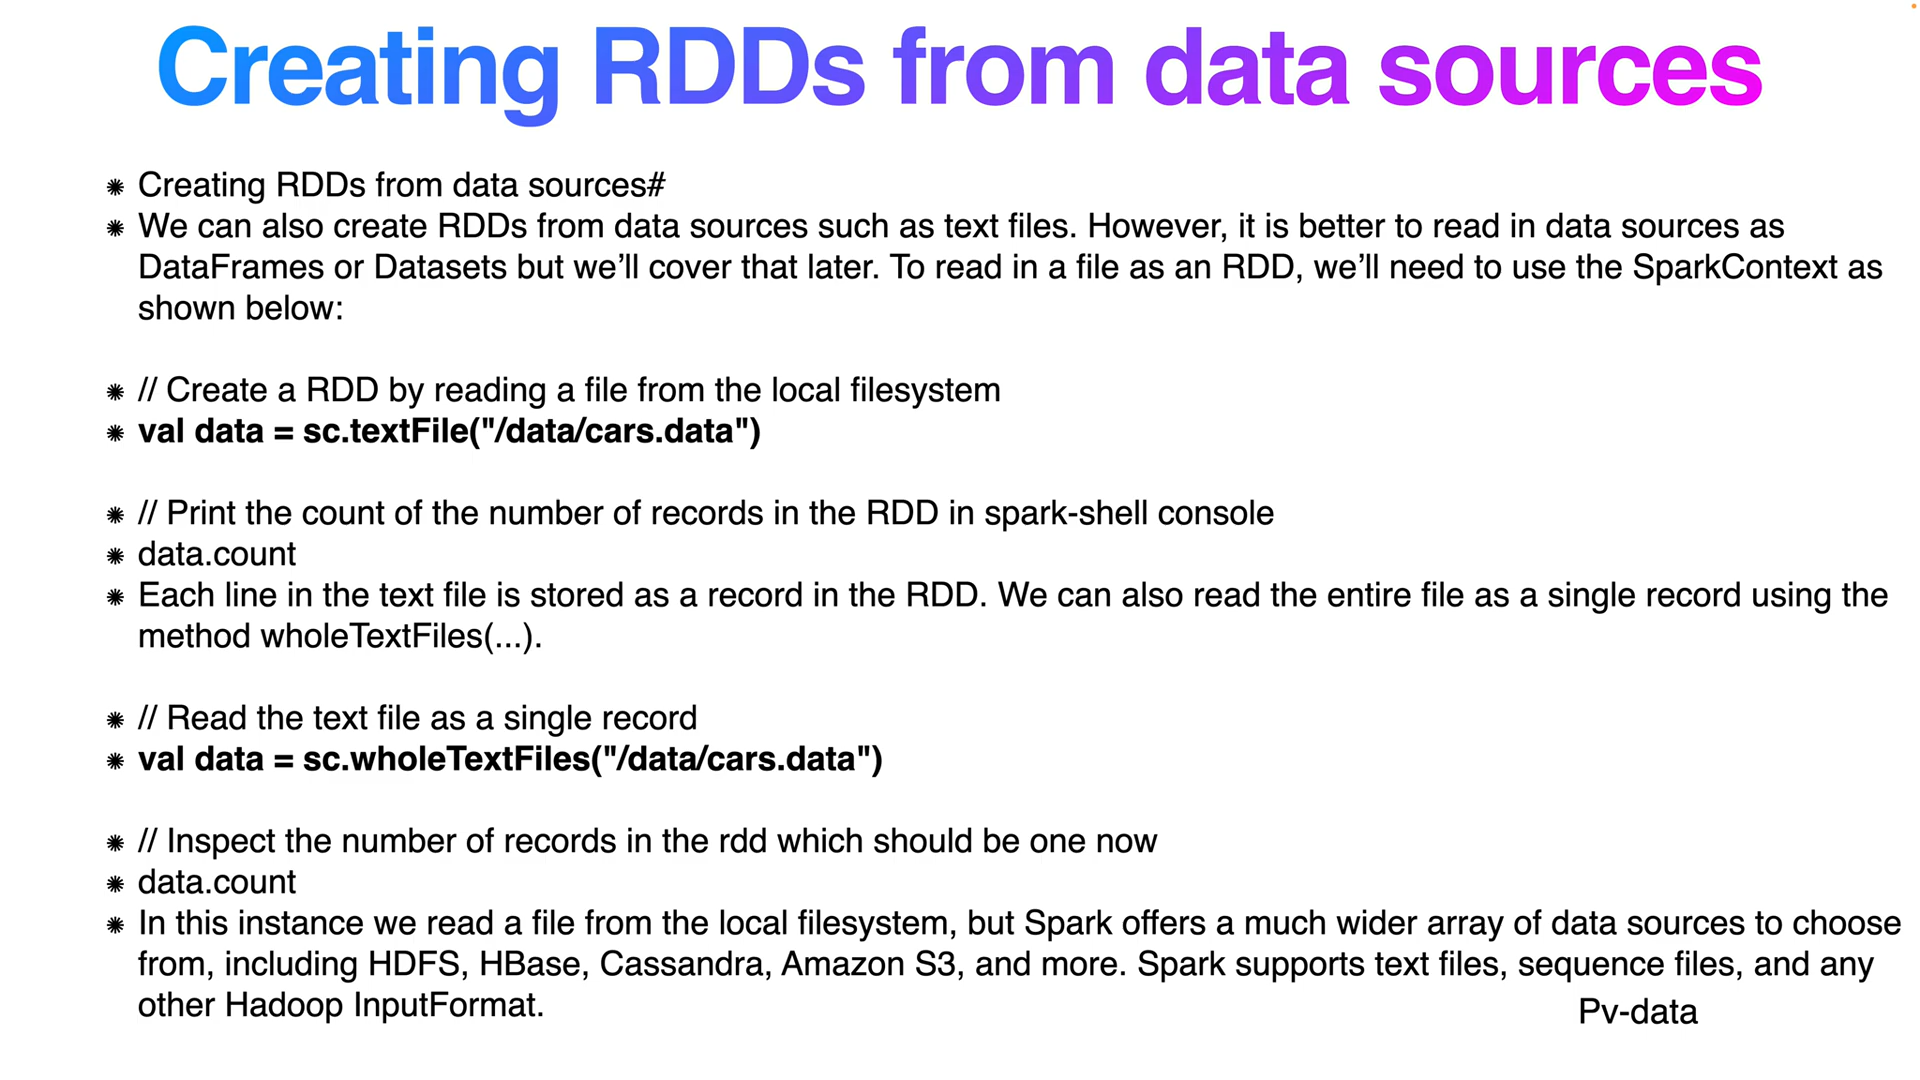 Creating RDDs from data sources
⁕ Creating RDDs from data sources#
⁕ We can also create RDDs from data sources such as text files. However, it is better to read in data sources as
DataFrames or Datasets but we’ll cover that later. To read in a file as an RDD, we’ll need to use the SparkContext as
shown below:
⁕ // Create a RDD by reading a file from the local filesystem
⁕ val data = sc.textFile("/data/cars.data")
⁕ // Print the count of the number of records in the RDD in spark-shell console
⁕ data.count
⁕ Each line in the text file is stored as a record in the RDD. We can also read the entire file as a single record using the
method wholeTextFiles(...).
⁕ // Read the text file as a single record
⁕ val data = sc.wholeTextFiles("/data/cars.data")
⁕ // Inspect the number of records in the rdd which should be one now
⁕ data.count
⁕ In this instance we read a file from the local filesystem, but Spark offers a much wider array of data sources to choose
from, including HDFS, HBase, Cassandra, Amazon S3, and more. Spark supports text files, sequence files, and any
other Hadoop InputFormat.
Pv-data